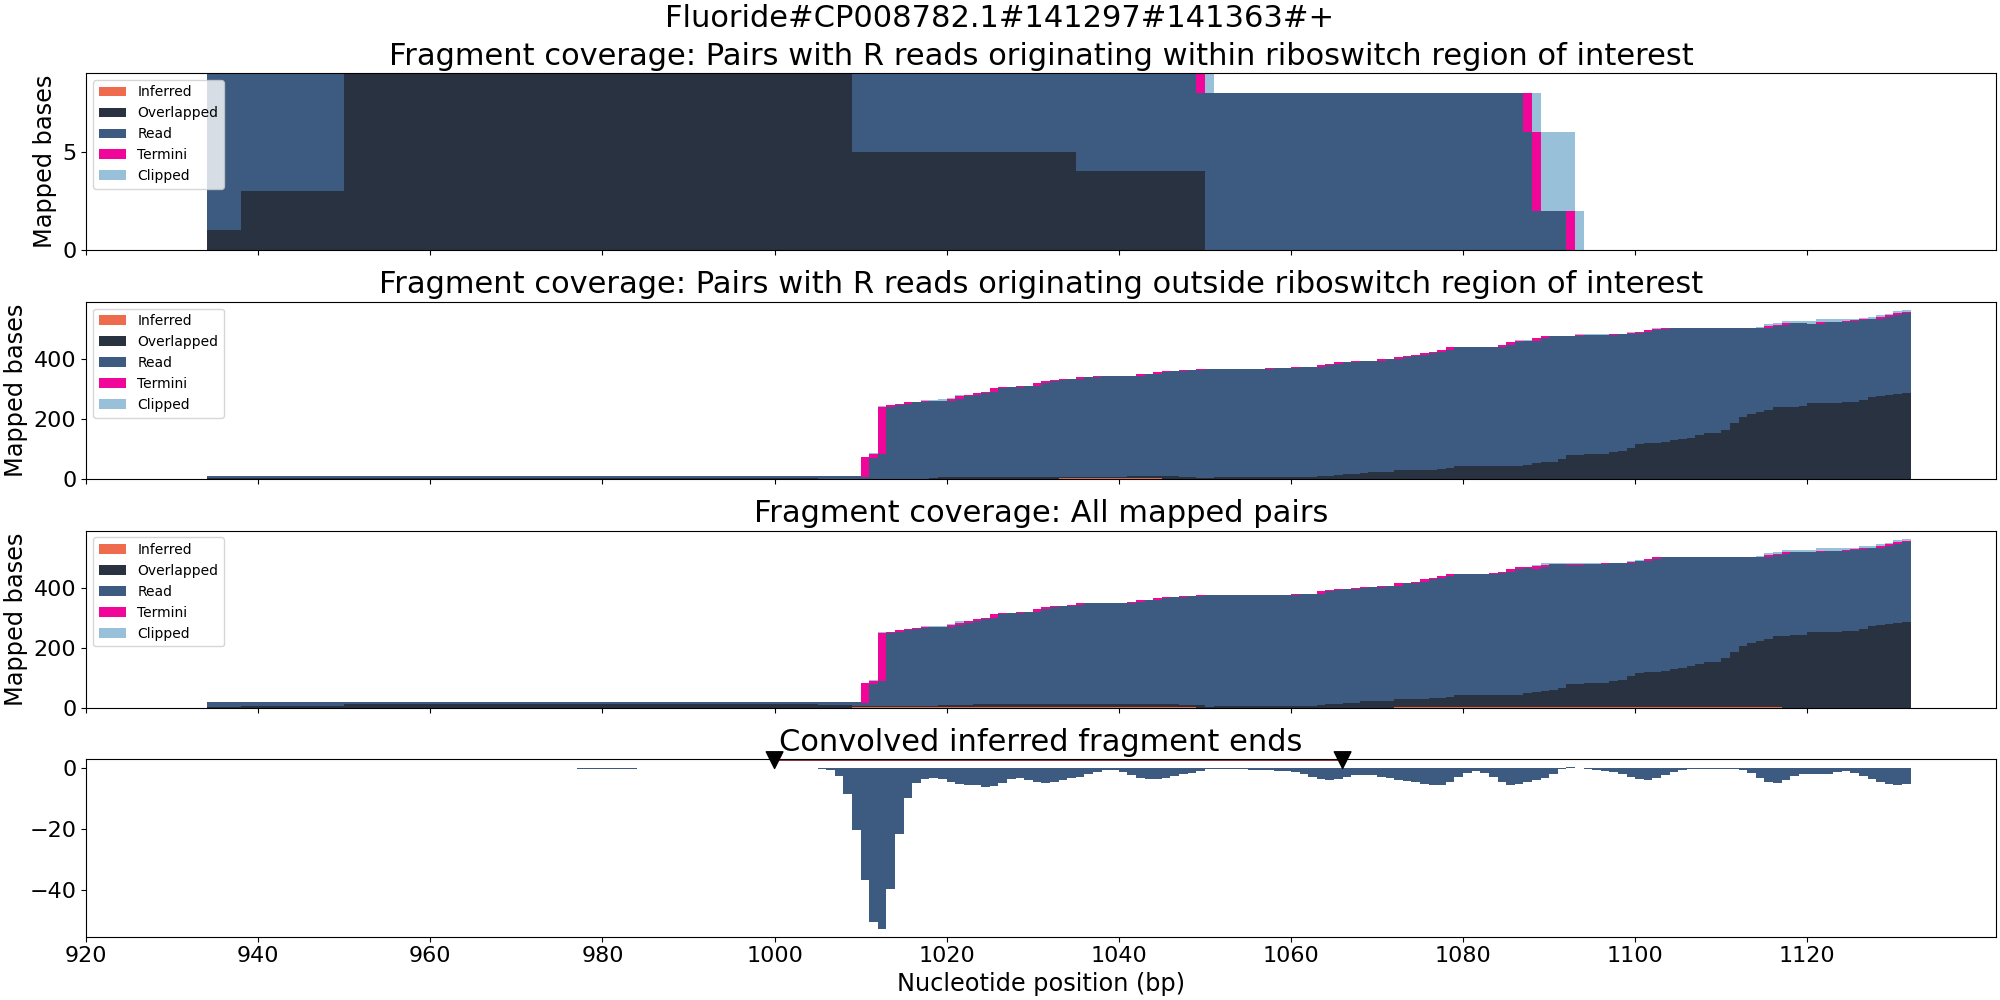 Fluoride#CP008782.1#141297#141363#+
Fragment coverage: Pairs with R reads originating within riboswitch region of interest
Mapped bases
5
0
Inferred
Overlapped
Read
Termini
Clipped
Fragment coverage: Pairs with R reads originating outside riboswitch region of interest
Mapped bases
400
200
0
Inferred
Overlapped
Read
Termini
Clipped
Fragment coverage: All mapped pairs
Mapped bases
400
200
0
Inferred
Overlapped
Read
Termini
Clipped
Convolved inferred fragment ends
0
−20
−40
920 940 960 980 1000 1020 1040 1060 1080 1100 1120
Nucleotide position (bp)